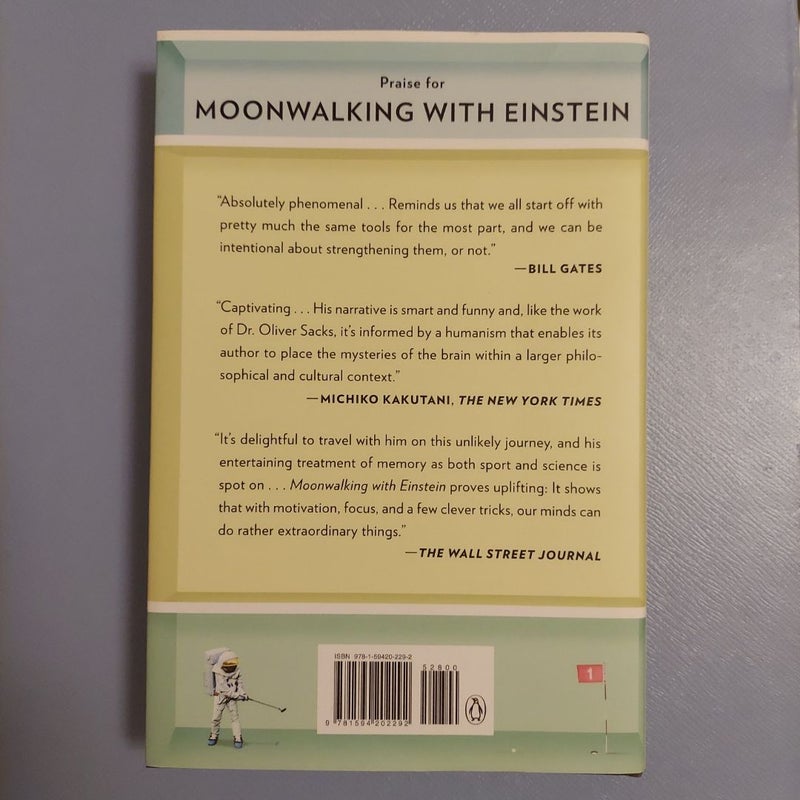 Praise for
MOONWALKING WITH EINSTEIN
“Absolutely phenomenal . . . Reminds us that we all start off with
pretty much the same tools for the most part, and we can be
intentional about strengthening them, or not.”
—BILL GATES
“Captivating . . . His narrative is smart and funny and, like the work
of Dr. Oliver Sacks, it’s informed by a humanism that enables its
author to place the mysteries of the brain within a larger philo-
sophical and cultural context.”
—MICHIKO KAKUTANI, THE NEW YORK TIMES
“It’s delightful to travel with him on this unlikely journey, and his
entertaining treatment of memory as both sport and science is
spot on . . . Moonwalking with Einstein proves uplifting: It shows
that with motivation, focus, and a few clever tricks, our minds can
do rather extraordinary things.”
—THE WALL STREET JOURNAL
ISBN 978-1-59420-229-2
52800
9 781594 202292
1